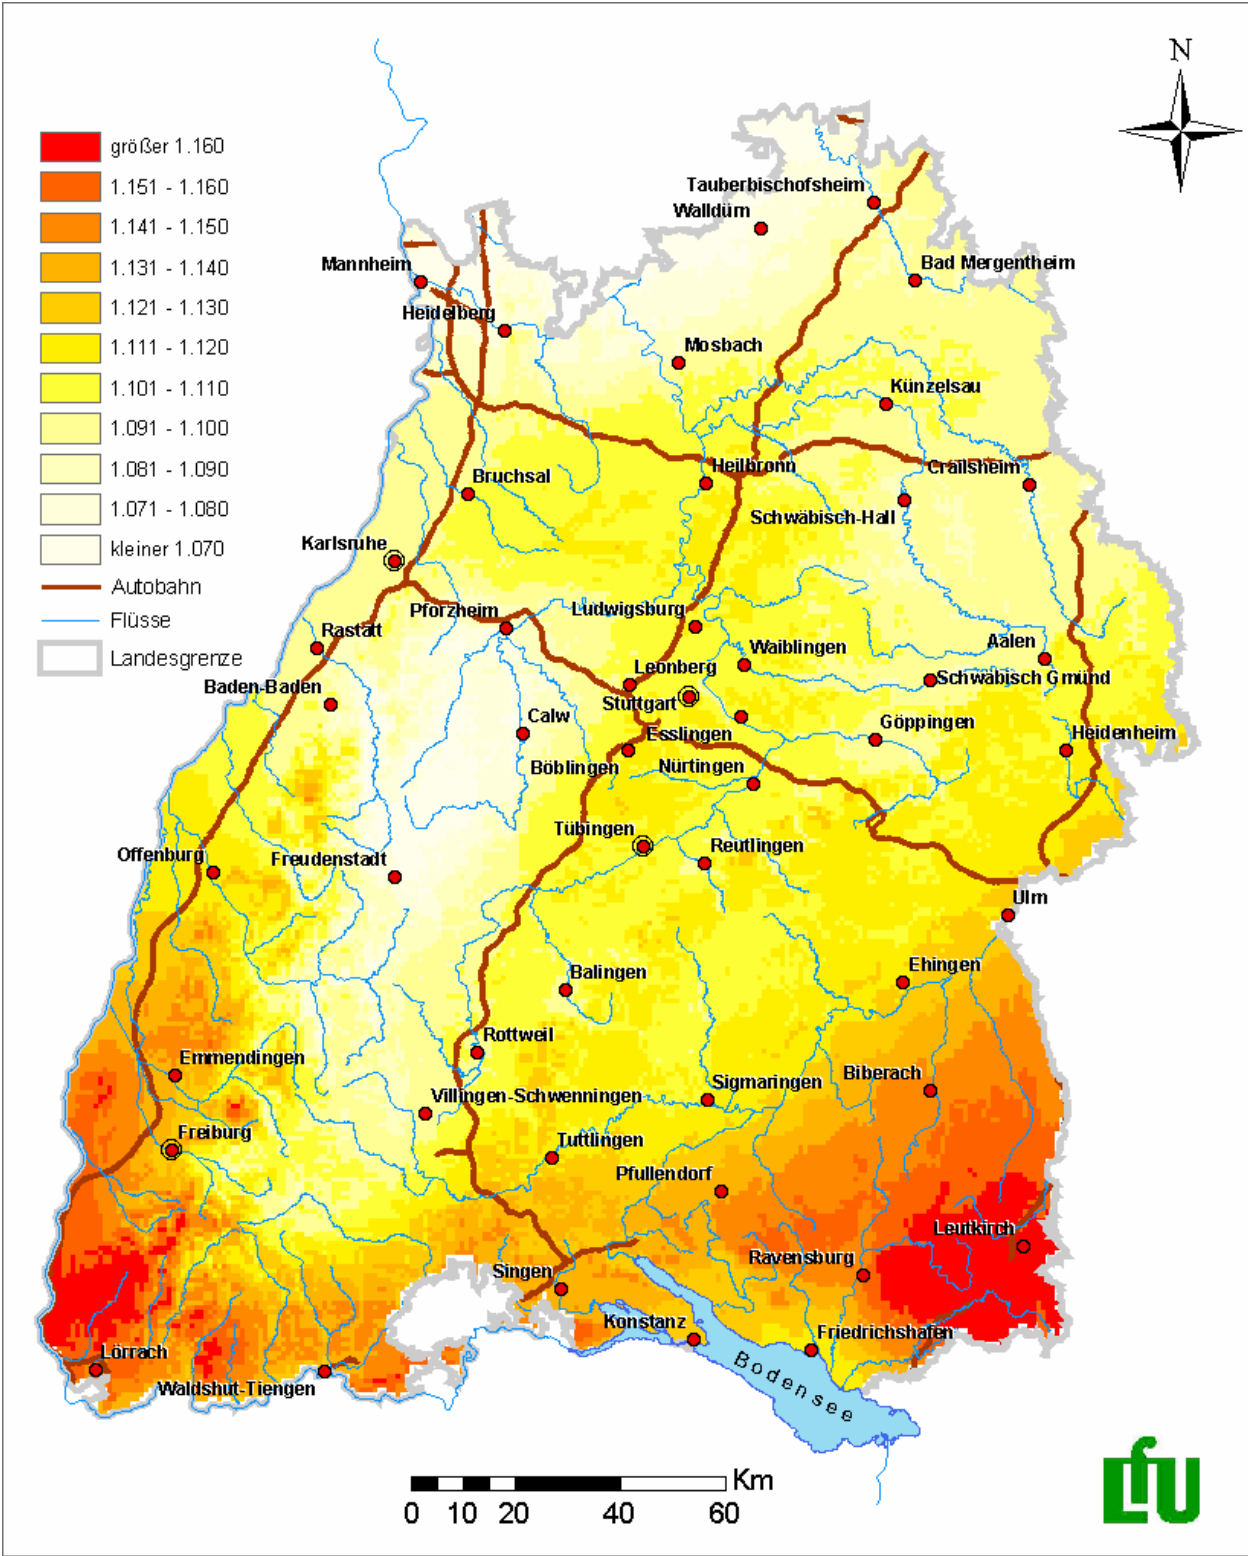 N
größer 1.160
1.151 - 1.160
1.141 - 1.150
1.131 - 1.140
1.121 - 1.130
1.111 - 1.120
1.101 - 1.110
1.091 - 1.100
1.081 - 1.090
1.071 - 1.080
kleiner 1.070
Autobahn
Flüsse
Landesgrenze
Tauberbischofsheim
Walldürn
Mannheim
Bad Mergentheim
Heidelberg
Mosbach
Künzelsau
Bruchsal
Heilbronn
Crailsheim
Schwäbisch-Hall
Karlsruhe
Pforzheim
Ludwigsburg
Rastatt
Waiblingen
Aalen
Leonberg
Schwäbisch Gmünd
Baden-Baden
Stuttgart
Calw
Esslingen
Göppingen
Heidenheim
Böblingen
Nürtingen
Tübingen
Reutlingen
Offenburg
Freudenstadt
Ulm
Balingen
Ehingen
Rottweil
Emmendingen
Biberach
Sigmaringen
Villingen-Schwenningen
Freiburg
Tuttlingen
Pfullendorf
Leutkirch
Ravensburg
Singen
Konstanz
Friedrichshafen
Lörrach
Bodensee
Waldshut-Tiengen
Km
0 10 20 40 60
LfU